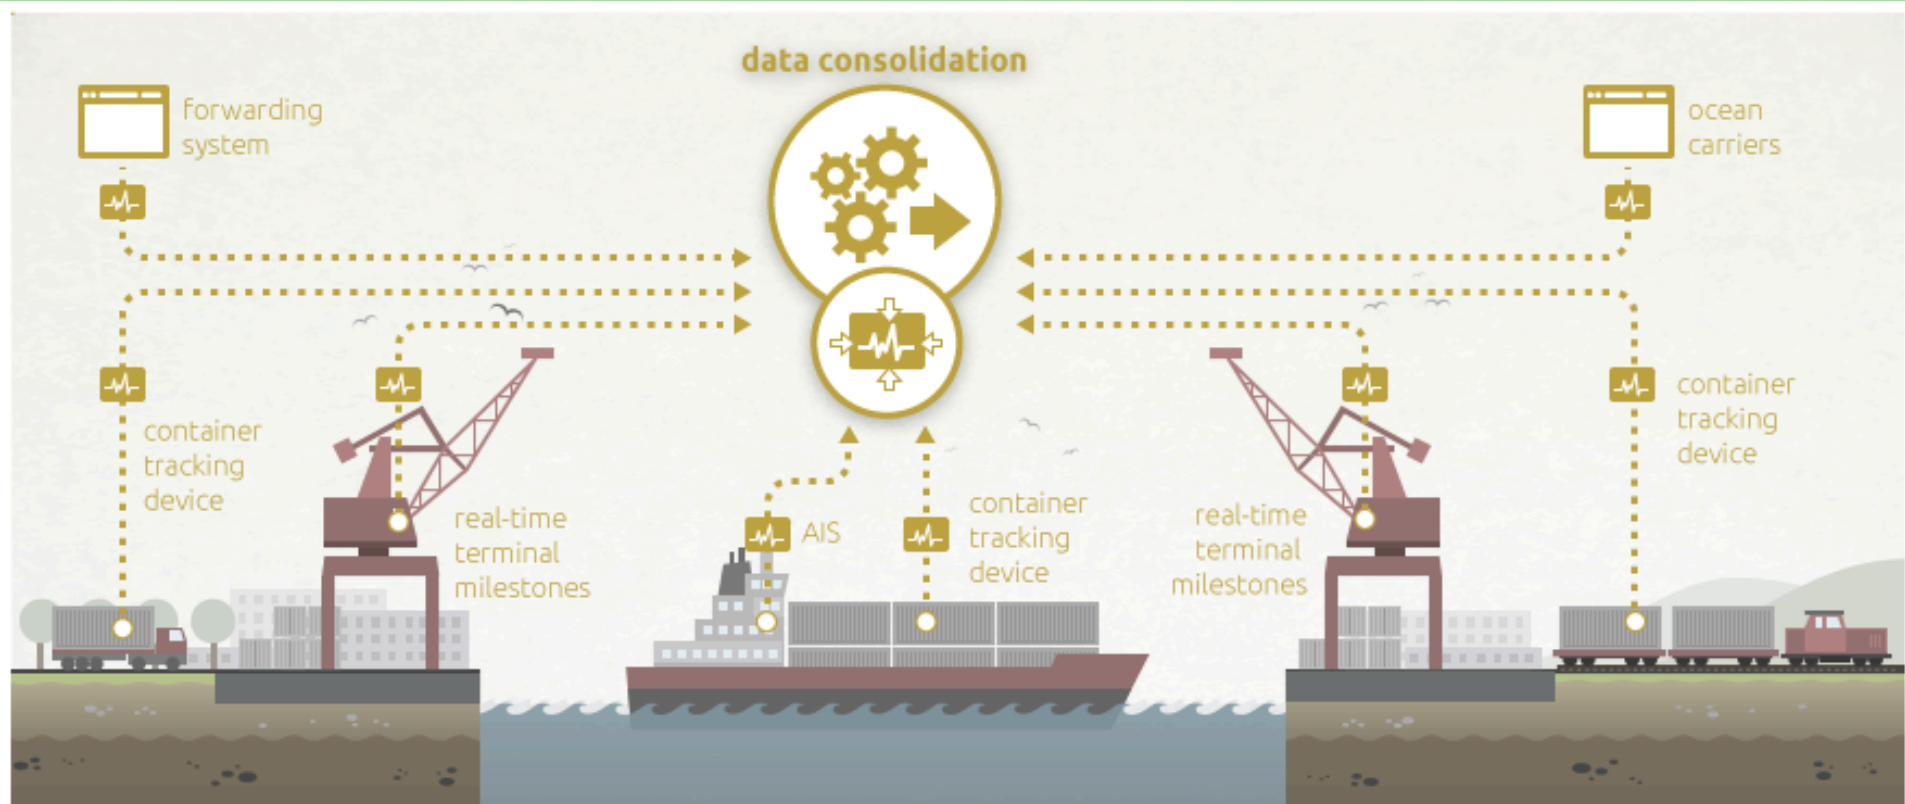 data consolidation
forwarding
system
ocean
carriers
container
tracking
device
real-time
terminal
milestones
AIS
container
tracking
device
real-time
terminal
milestones
container
tracking
device